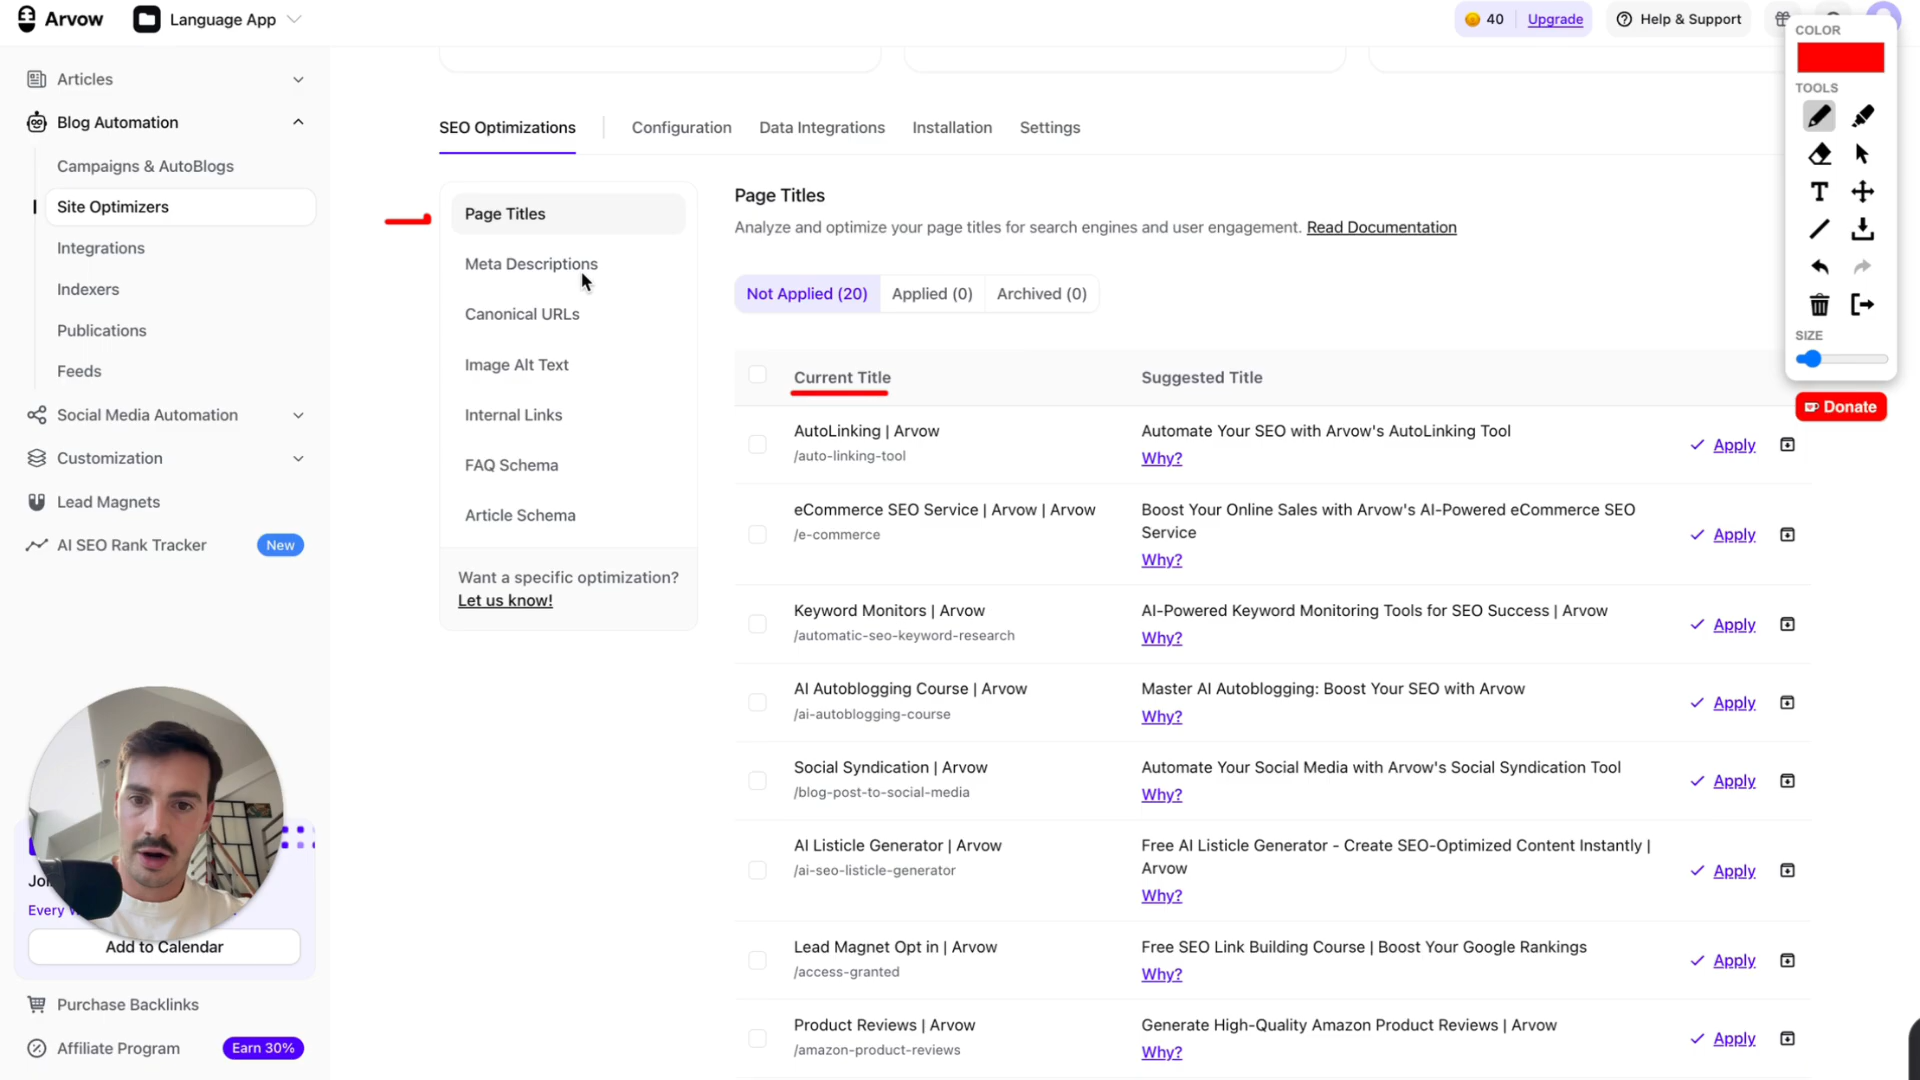 Arvow
Language App
40
Upgrade
Help & Support
Articles
Blog Automation
Campaigns & AutoBlogs
Site Optimizers
Integrations
Indexers
Publications
Feeds
Social Media Automation
Customization
Lead Magnets
AI SEO Rank Tracker
New
Add to Calendar
Purchase Backlinks
Affiliate Program
Earn 30%
SEO Optimizations
Configuration
Data Integrations
Installation
Settings
Page Titles
Meta Descriptions
Canonical URLs
Image Alt Text
Internal Links
FAQ Schema
Article Schema
Want a specific optimization?
Let us know!
Page Titles
Analyze and optimize your page titles for search engines and user engagement. Read Documentation
Not Applied (20)
Applied (0)
Archived (0)
Current Title
Suggested Title
AutoLinking | Arvow
/auto-linking-tool
Automate Your SEO with Arvow's AutoLinking Tool
Why?
Apply
eCommerce SEO Service | Arvow | Arvow
/e-commerce
Boost Your Online Sales with Arvow's AI-Powered eCommerce SEO
Service
Why?
Apply
Keyword Monitors | Arvow
/automatic-seo-keyword-research
AI-Powered Keyword Monitoring Tools for SEO Success | Arvow
Why?
Apply
AI Autoblogging Course | Arvow
/ai-autoblogging-course
Master AI Autoblogging: Boost Your SEO with Arvow
Why?
Apply
Social Syndication | Arvow
/blog-post-to-social-media
Automate Your Social Media with Arvow's Social Syndication Tool
Why?
Apply
AI Listicle Generator | Arvow
/ai-seo-listicle-generator
Free AI Listicle Generator - Create SEO-Optimized Content Instantly |
Arvow
Why?
Apply
Lead Magnet Opt in | Arvow
/access-granted
Free SEO Link Building Course | Boost Your Google Rankings
Why?
Apply
Product Reviews | Arvow
/amazon-product-reviews
Generate High-Quality Amazon Product Reviews | Arvow
Why?
Apply
COLOR
TOOLS
T
SIZE
Donate